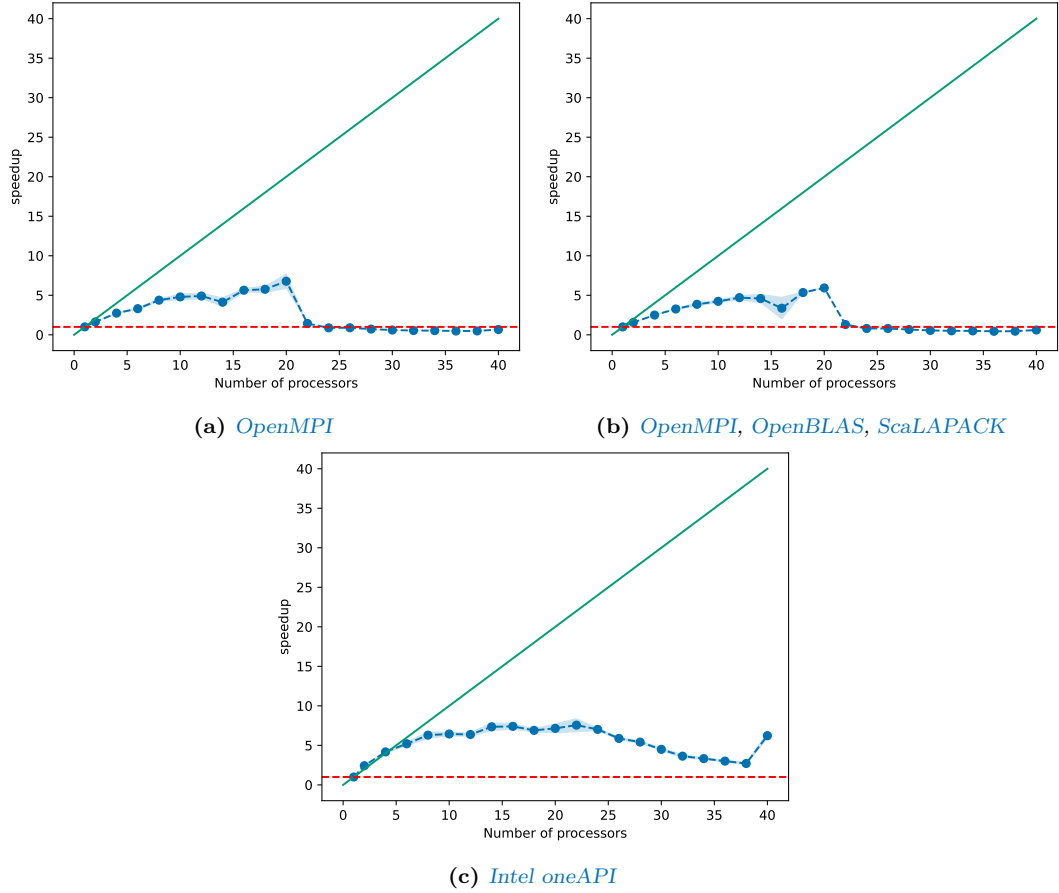 40
35
30
25
20
15
10
5
0
speedup
0 5 10 15 20 25 30 35 40
Number of processors
(a) OpenMPI
40
35
30
25
20
15
10
5
0
speedup
0 5 10 15 20 25 30 35 40
Number of processors
(b) OpenMPI, OpenBLAS, ScaLAPACK
40
35
30
25
20
15
10
5
0
speedup
0 5 10 15 20 25 30 35 40
Number of processors
(c) Intel oneAPI